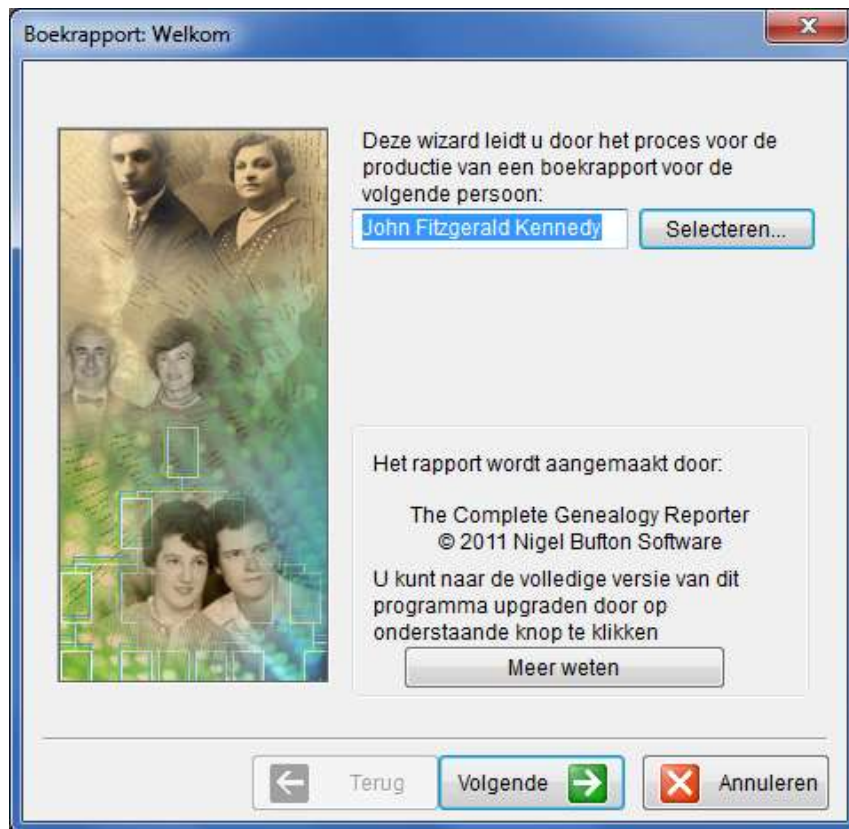 Boekrapport: Welkom
Deze wizard leidt u door het proces voor de
productie van een boekrapport voor de
volgende persoon:
John Fitzgerald Kennedy
Selecteren...
Het rapport wordt aangemaakt door:
The Complete Genealogy Reporter
© 2011 Nigel Bufton Software
U kunt naar de volledige versie van dit
programma upgraden door op
onderstaande knop te klikken
Meer weten
Terug
Volgende
Annuleren